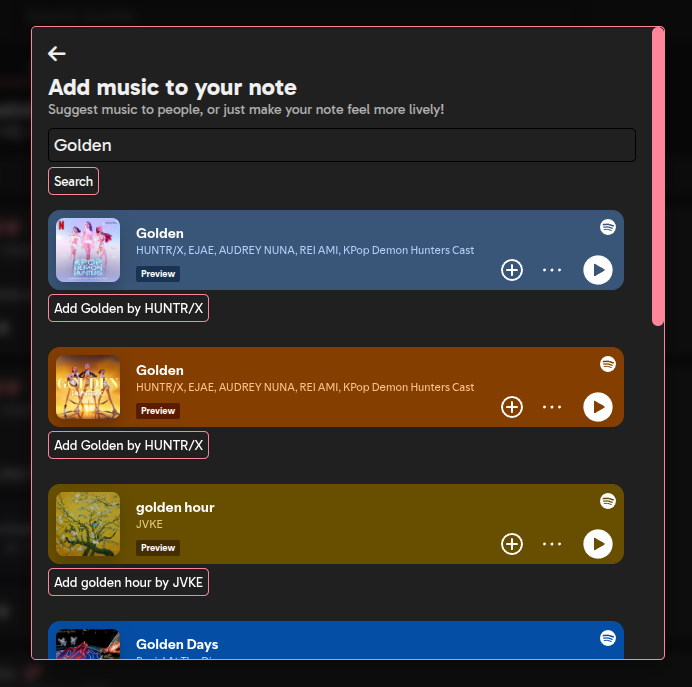 Add music to your note
Suggest music to people, or just make your note feel more lively!
Golden
Search
Golden
HUNTR/X, EJAE, AUDREY NUNA, REI AMI, KPop Demon Hunters Cast
Preview
Add Golden by HUNTR/X
Golden
HUNTR/X, EJAE, AUDREY NUNA, REI AMI, KPop Demon Hunters Cast
Preview
Add Golden by HUNTR/X
golden hour
JVKE
Preview
Add golden hour by JVKE
Golden Days